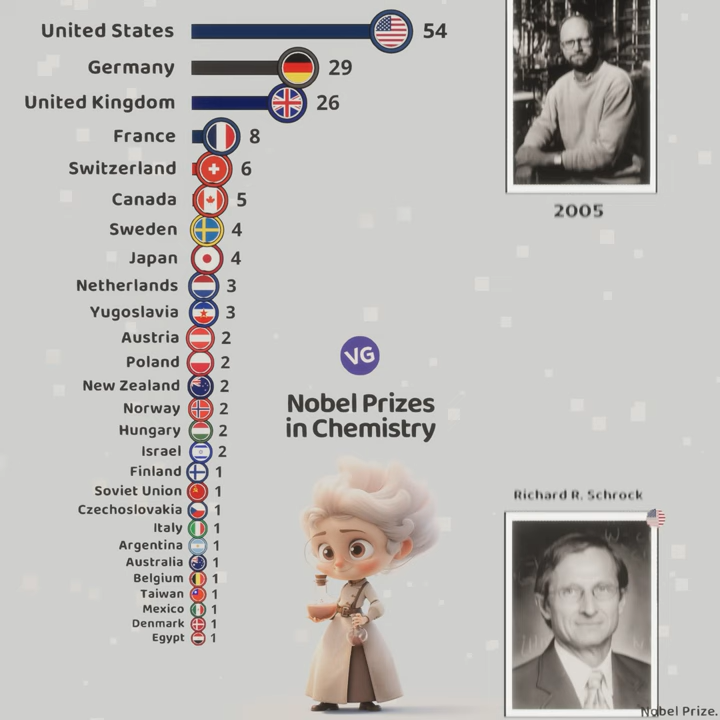 United States 54
Germany 29
United Kingdom 26
France 8
Switzerland 6
Canada 5
Sweden 4
Japan 4
Netherlands 3
Yugoslavia 3
Austria 2
Poland 2
New Zealand 2
Norway 2
Hungary 2
Israel 2
Finland 1
Soviet Union 1
Czechoslovakia 1
Italy 1
Argentina 1
Australia 1
Belgium 1
Taiwan 1
Mexico 1
Denmark 1
Egypt 1
VG
Nobel Prizes
in Chemistry
2005
Richard R. Schrock
Nobel Prize.